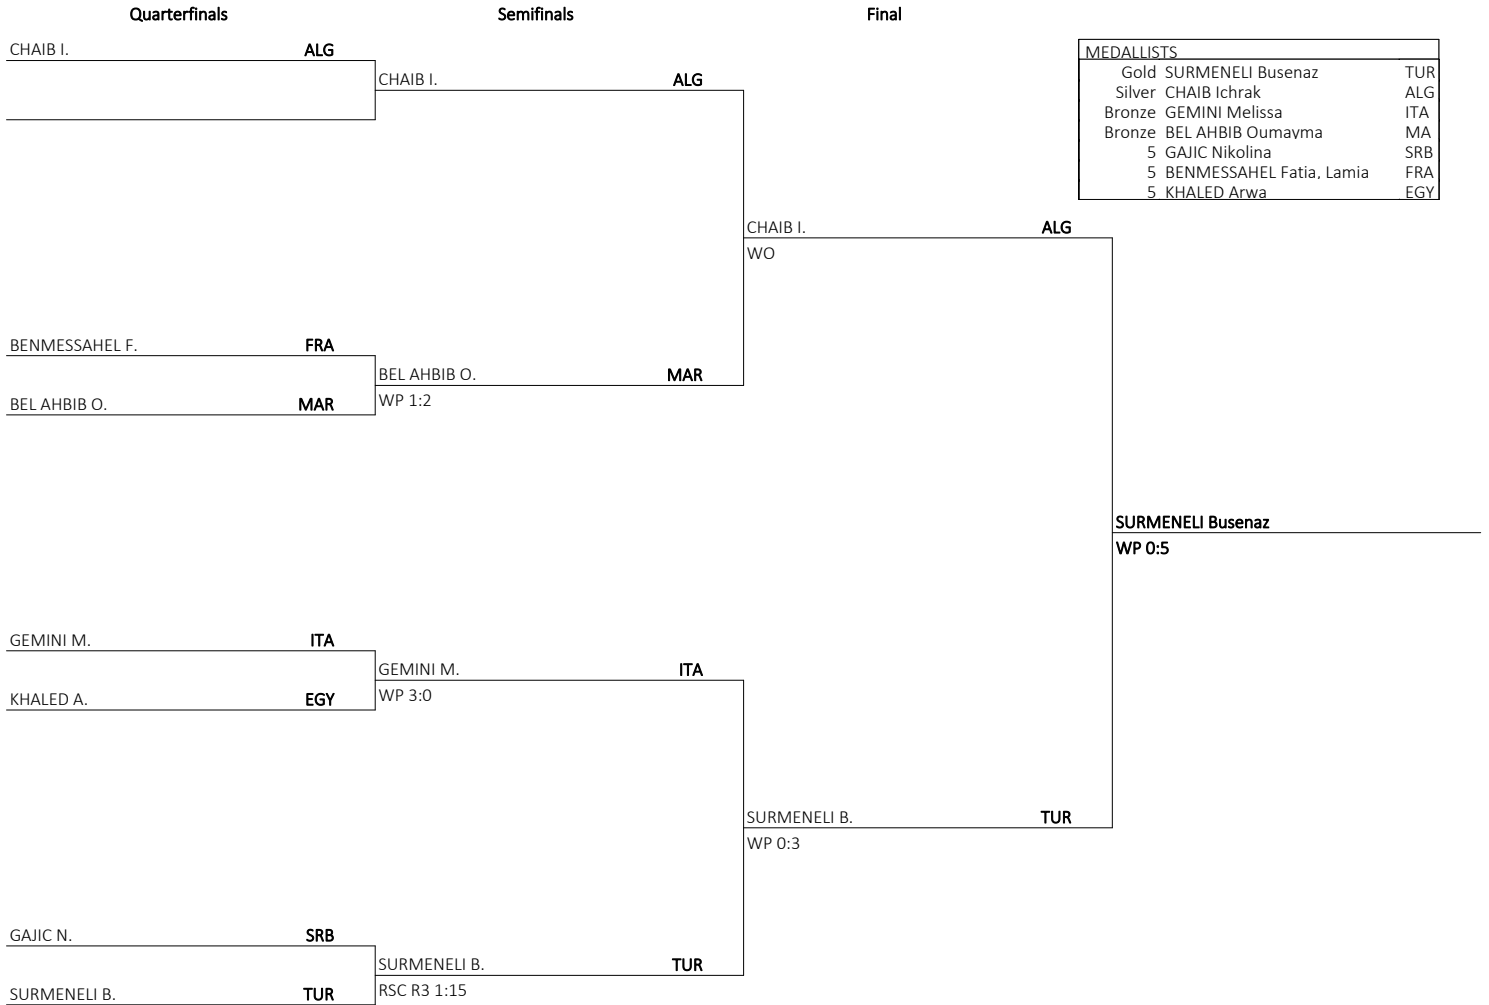 Quarterfinals Semifinals Final
CHAIB I. ALG
MEDALLISTS
Gold SURMENELI Busenaz TUR
CHAIB I. ALG
Silver CHAIB Ichrak ALG
Bronze GEMINI Melissa ITA
Bronze BEL AHBIB Oumayma MA
5 GAJIC Nikolina SRB
5 BENMESSAHEL Fatia, Lamia FRA
5 KHALED Arwa EGY
CHAIB I. ALG
WO
BENMESSAHEL F. FRA
BEL AHBIB O. MAR
WP 1:2
BEL AHBIB O. MAR
SURMENELI Busenaz
WP 0:5
GEMINI M. ITA
GEMINI M. ITA
WP 3:0
KHALED A. EGY
SURMENELI B. TUR
WP 0:3
GAJIC N. SRB
SURMENELI B. TUR
RSC R3 1:15
SURMENELI B. TUR